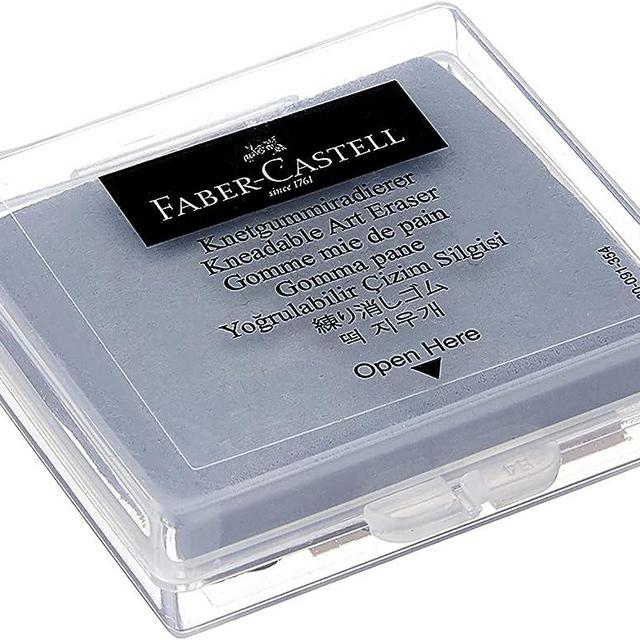 FABER-CASTELL
since 1761
Knetgummiradierer
Kneadable Art Eraser
Gomme mie de pain
Gomma pane
Yoğrulabilir Çizim Silgisi
練り消しゴム
떡 지우개
Open Here